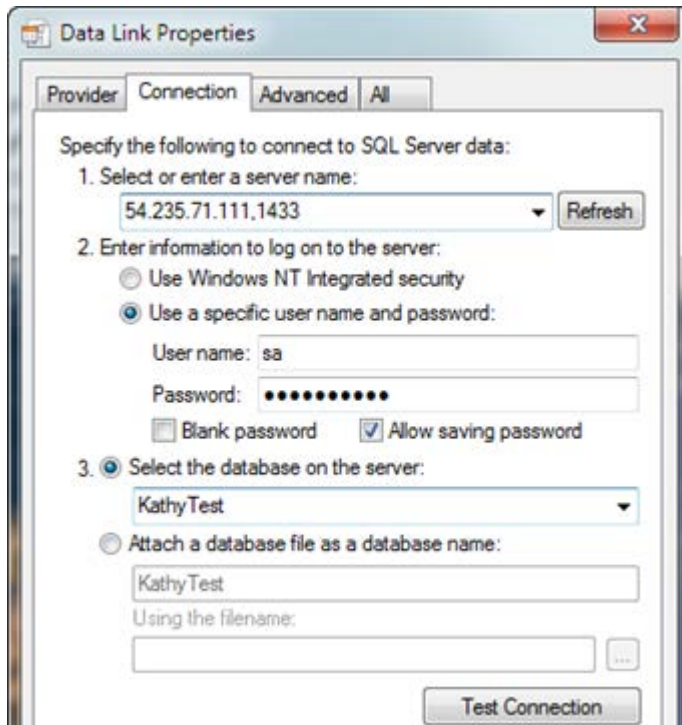 Data Link Properties
Provider Connection Advanced All
Specify the following to connect to SQL Server data:
1. Select or enter a server name:
54.235.71.111,1433 Refresh
2. Enter information to log on to the server:
Use Windows NT Integrated security
Use a specific user name and password:
User name: sa
Password: ●●●●●●●●●●
Blank password Allow saving password
3. Select the database on the server:
KathyTest
Attach a database file as a database name:
KathyTest
Using the filename:
...
Test Connection